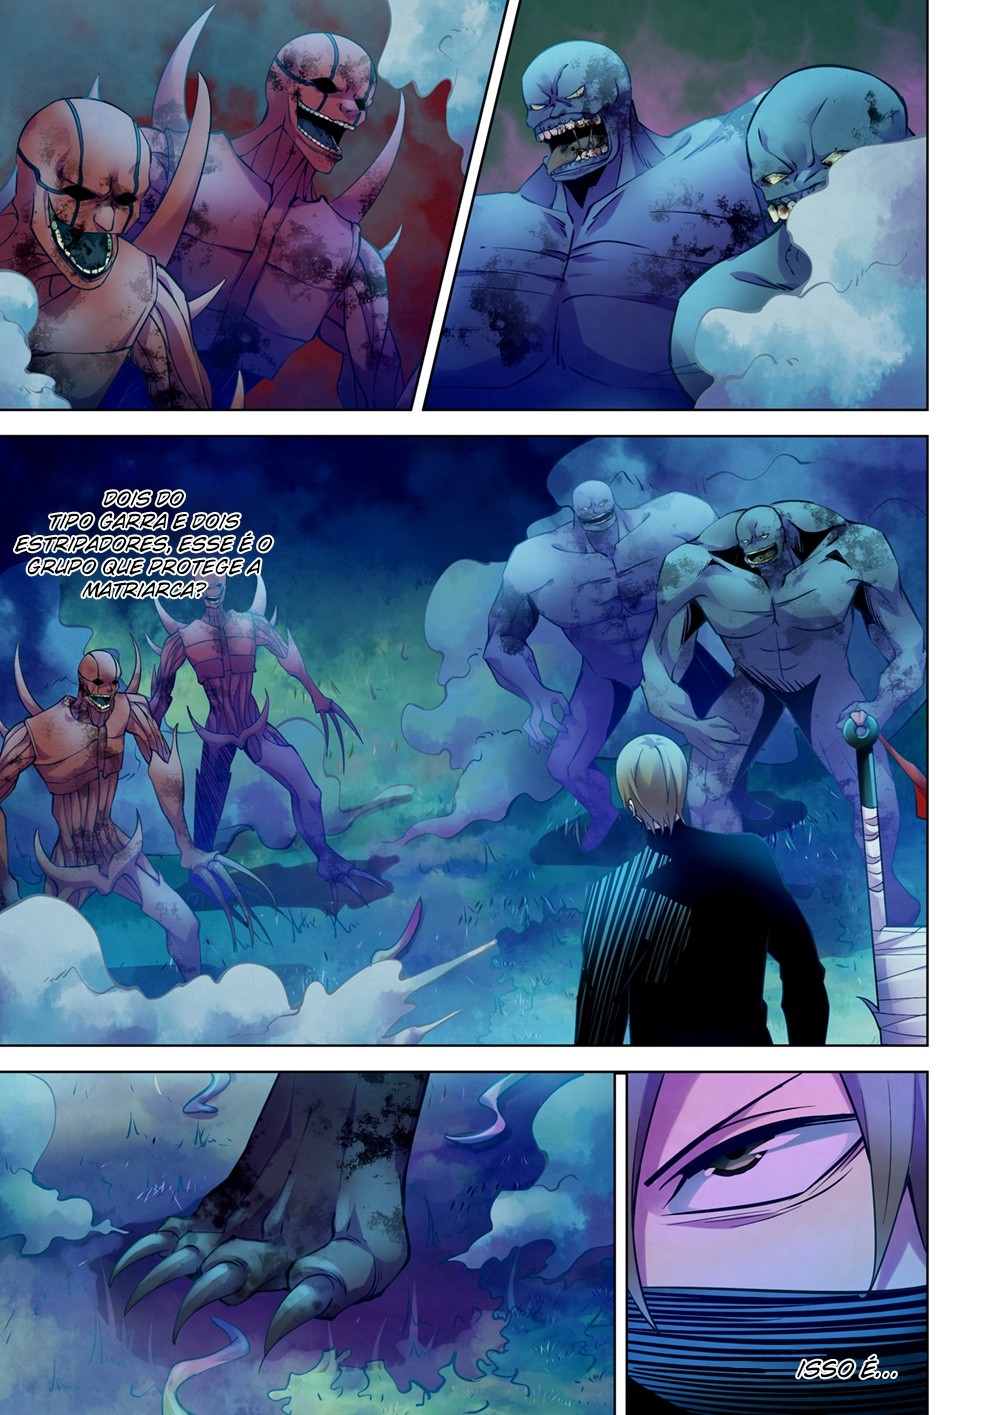 DOIS DO
TIPO GARRA E DOIS
ESTRIPADORES, ESSE É O
GRUPO QUE PROTEGE A
MATRIARCA?
ISSO É...